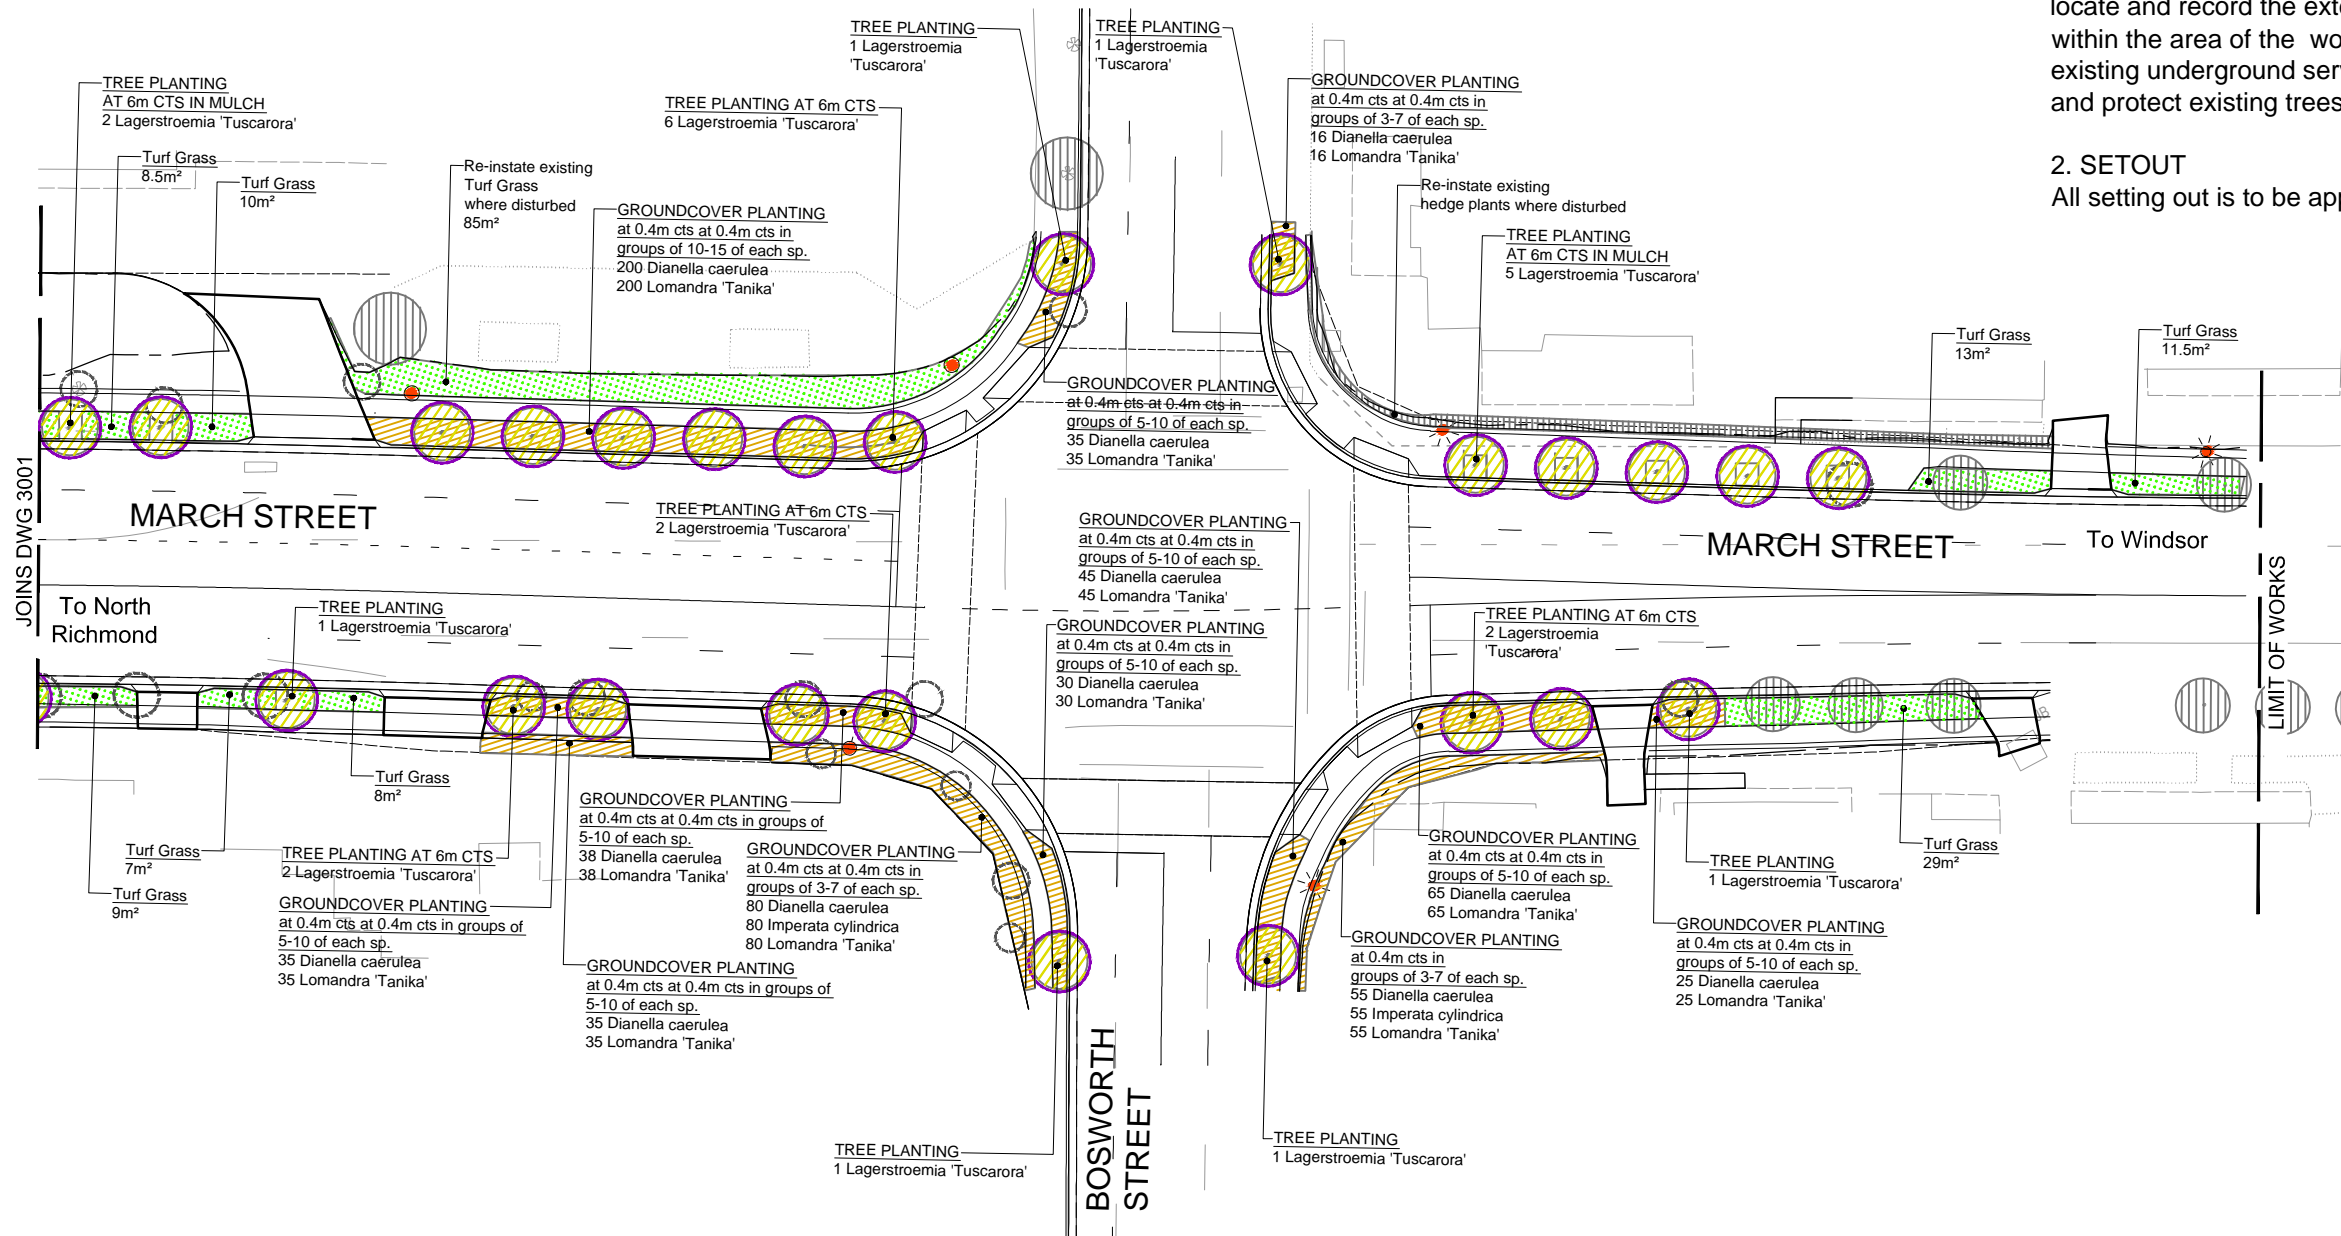 locate and record the
within the area of the
existing underground
and protect existing trees
2. SETOUT
All setting out is to be
TREE PLANTING
1 Lagerstroemia
'Tuscarora'
TREE PLANTING
1 Lagerstroemia
'Tuscarora'
TREE PLANTING
AT 6m CTS IN MULCH
2 Lagerstroemia 'Tuscarora'
TREE PLANTING AT 6m CTS
6 Lagerstroemia 'Tuscarora'
GROUNDCOVER PLANTING
at 0.4m cts at 0.4m cts in
groups of 3-7 of each sp.
16 Dianella caerulea
16 Lomandra 'Tanika'
Turf Grass
8.5m²
Turf Grass
10m²
Re-instate existing
Turf Grass
where disturbed
85m²
GROUNDCOVER PLANTING
at 0.4m cts at 0.4m cts in
groups of 10-15 of each sp.
200 Dianella caerulea
200 Lomandra 'Tanika'
Re-instate existing
hedge plants where disturbed
TREE PLANTING
AT 6m CTS IN MULCH
5 Lagerstroemia 'Tuscarora'
Turf Grass
13m²
Turf Grass
11.5m²
GROUNDCOVER PLANTING
at 0.4m cts at 0.4m cts in
groups of 5-10 of each sp.
35 Dianella caerulea
35 Lomandra 'Tanika'
JOINS DWG 3001
MARCH STREET
TREE PLANTING AT 6m CTS
2 Lagerstroemia 'Tuscarora'
GROUNDCOVER PLANTING
at 0.4m cts at 0.4m cts in
groups of 5-10 of each sp.
45 Dianella caerulea
45 Lomandra 'Tanika'
MARCH STREET
To Windsor
LIMIT OF WORKS
To North
Richmond
TREE PLANTING
1 Lagerstroemia 'Tuscarora'
GROUNDCOVER PLANTING
at 0.4m cts at 0.4m cts in
groups of 5-10 of each sp.
30 Dianella caerulea
30 Lomandra 'Tanika'
TREE PLANTING AT 6m CTS
2 Lagerstroemia
'Tuscarora'
Turf Grass
8m²
Turf Grass
7m²
Turf Grass
9m²
TREE PLANTING AT 6m CTS
2 Lagerstroemia 'Tuscarora'
GROUNDCOVER PLANTING
at 0.4m cts at 0.4m cts in groups of
5-10 of each sp.
35 Dianella caerulea
35 Lomandra 'Tanika'
GROUNDCOVER PLANTING
at 0.4m cts at 0.4m cts in groups of
5-10 of each sp.
38 Dianella caerulea
38 Lomandra 'Tanika'
GROUNDCOVER PLANTING
at 0.4m cts at 0.4m cts in
groups of 3-7 of each sp.
80 Dianella caerulea
80 Imperata cylindrica
80 Lomandra 'Tanika'
GROUNDCOVER PLANTING
at 0.4m cts at 0.4m cts in groups of
5-10 of each sp.
35 Dianella caerulea
35 Lomandra 'Tanika'
GROUNDCOVER PLANTING
at 0.4m cts at 0.4m cts in
groups of 5-10 of each sp.
65 Dianella caerulea
65 Lomandra 'Tanika'
GROUNDCOVER PLANTING
at 0.4m cts in
groups of 3-7 of each sp.
55 Dianella caerulea
55 Imperata cylindrica
55 Lomandra 'Tanika'
TREE PLANTING
1 Lagerstroemia 'Tuscarora'
Turf Grass
29m²
GROUNDCOVER PLANTING
at 0.4m cts at 0.4m cts in
groups of 5-10 of each sp.
25 Dianella caerulea
25 Lomandra 'Tanika'
TREE PLANTING
1 Lagerstroemia 'Tuscarora'
BOSWORTH
STREET
TREE PLANTING
1 Lagerstroemia 'Tuscarora'